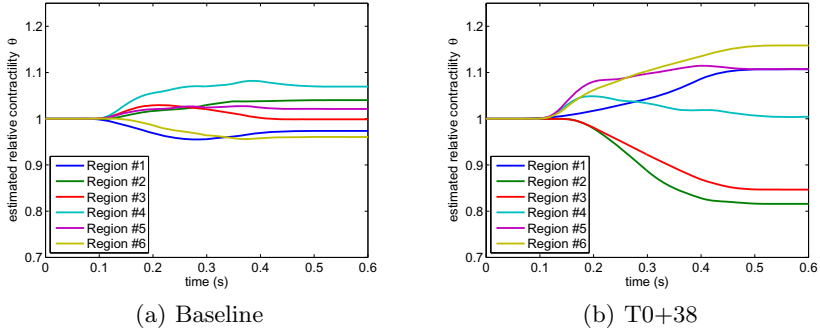 estimated relative contractility θ
1.2
1.1
1
0.9
0.8
0.7
Region #1
Region #2
Region #3
Region #4
Region #5
Region #6
0 0.1 0.2 0.3 0.4 0.5 0.6
time (s)
(a) Baseline
estimated relative contractility θ
1.2
1.1
1
0.9
0.8
0.7
Region #1
Region #2
Region #3
Region #4
Region #5
Region #6
0 0.1 0.2 0.3 0.4 0.5 0.6
time (s)
(b) T0+38